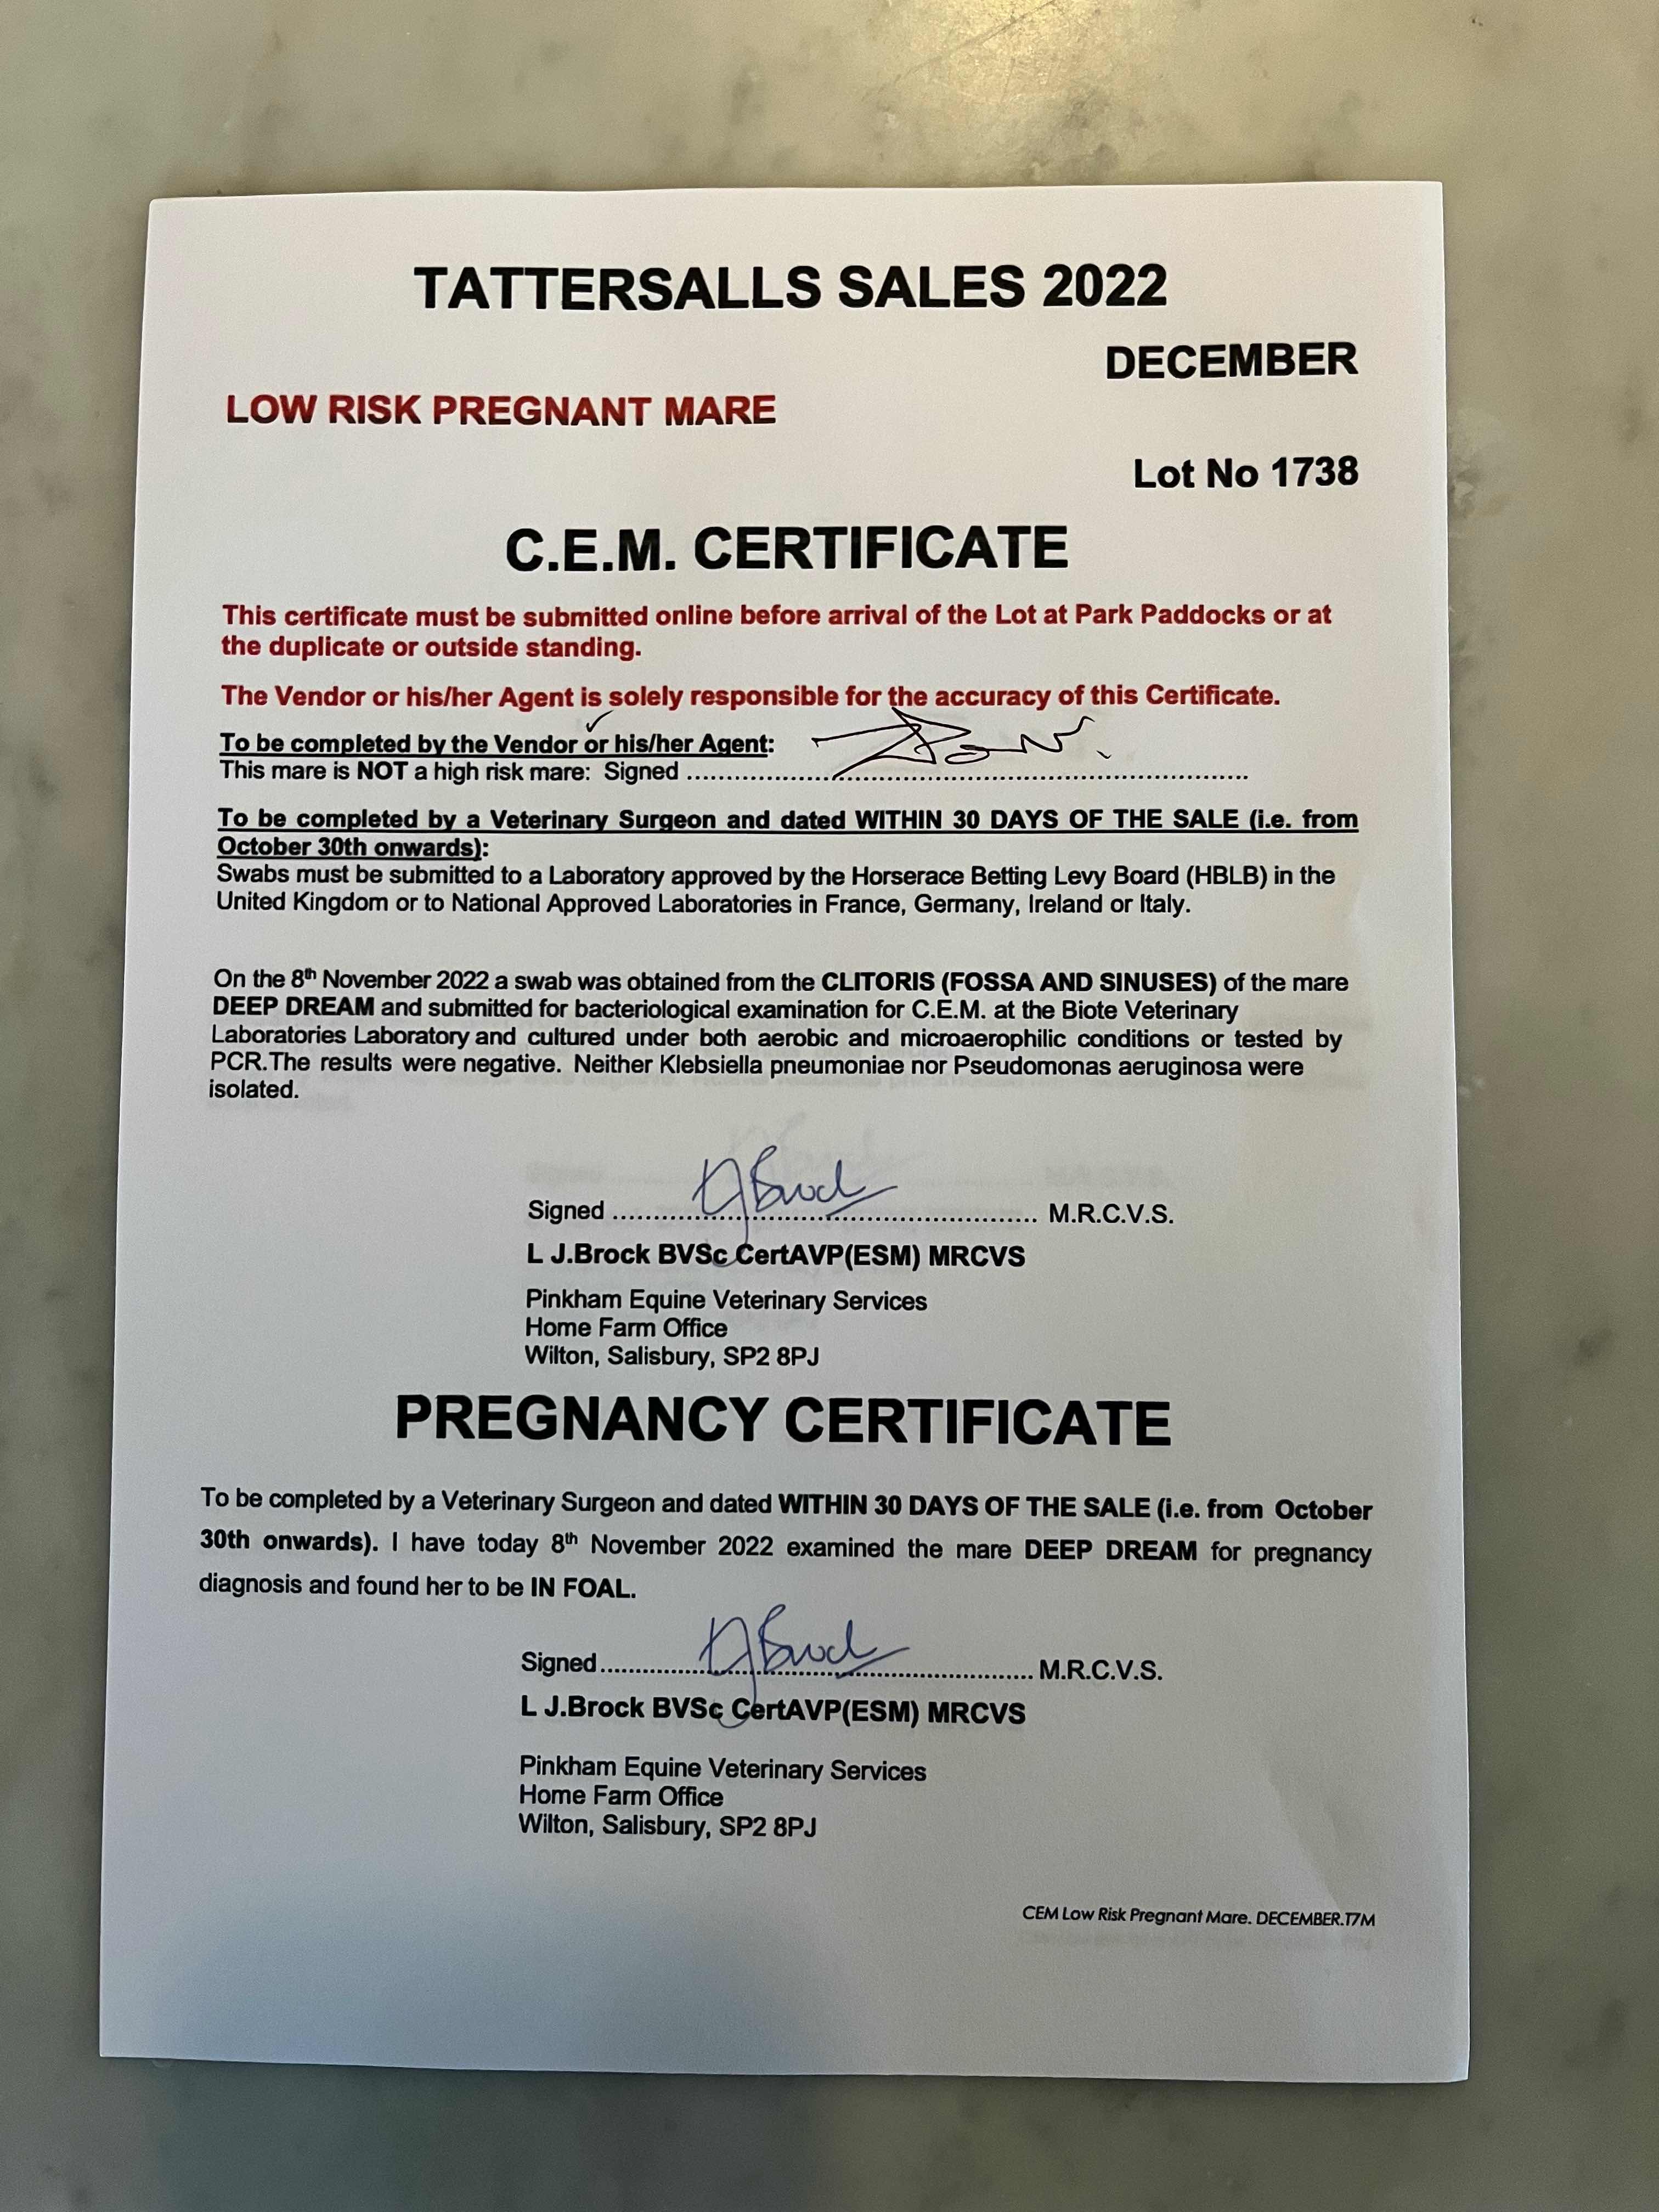 TATTERSALLS SALES 2022
DECEMBER
LOW RISK PREGNANT MARE
Lot No 1738
C.E.M. CERTIFICATE
This certificate must be submitted online before arrival of the Lot at Park Paddocks or at
the duplicate or outside standing.
The Vendor or his/her Agent is solely responsible for the accuracy of this Certificate.
To be completed by the Vendor or his/her Agent:
This mare is NOT a high risk mare: Signed ..........
To be completed by a Veterinary Surgeon and dated WITHIN 30 DAYS OF THE SALE (i.e. from
October 30th onwards):
Swabs must be submitted to a Laboratory approved by the Horserace Betting Levy Board (HBLB) in the
United Kingdom or to National Approved Laboratories in France, Germany, Ireland or Italy.
On the 8th November 2022 a swab was obtained from the CLITORIS (FOSSA AND SINUSES) of the mare
DEEP DREAM and submitted for bacteriological examination for C.E.M. at the Biote Veterinary
Laboratories Laboratory and cultured under both aerobic and microaerophilic conditions or tested by
PCR.The results were negative. Neither Klebsiella pneumoniae nor Pseudomonas aeruginosa were
isolated.
Signed .......... M.R.C.V.S.
L J.Brock BVSc CertAVP(ESM) MRCVS
Pinkham Equine Veterinary Services
Home Farm Office
Wilton, Salisbury, SP2 8PJ
PREGNANCY CERTIFICATE
To be completed by a Veterinary Surgeon and dated WITHIN 30 DAYS OF THE SALE (i.e. from October
30th onwards). I have today 8th November 2022 examined the mare DEEP DREAM for pregnancy
diagnosis and found her to be IN FOAL.
Signed.......... M.R.C.V.S.
L J.Brock BVSc CertAVP(ESM) MRCVS
Pinkham Equine Veterinary Services
Home Farm Office
Wilton, Salisbury, SP2 8PJ
CEM Low Risk Pregnant Mare. DECEMBER.T7M